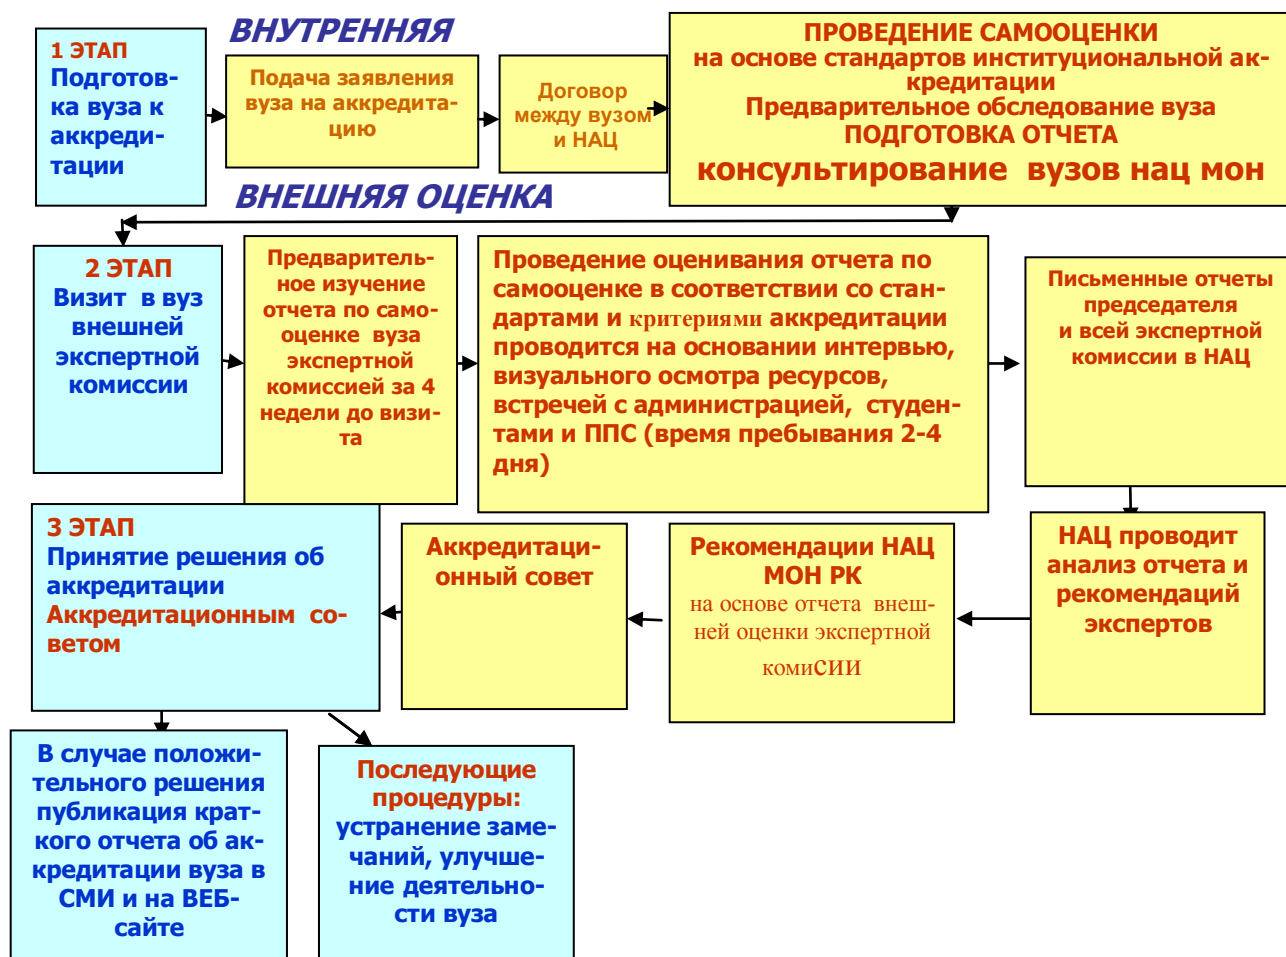 ВНУТРЕННЯЯ
1 ЭТАП
Подготов-
ка вуза к
аккреди-
тации
Подача заявления
вуза на аккредита-
цию
Договор
между вузом
и НАЦ
ПРОВЕДЕНИЕ САМООЦЕНКИ
на основе стандартов институциональной ак-
кредитации
Предварительное обследование вуза
ПОДГОТОВКА ОТЧЕТА
консультирование вузов нац мон
ВНЕШНЯЯ ОЦЕНКА
2 ЭТАП
Визит в вуз
внешней
экспертной
комиссии
Предваритель-
ное изучение
отчета по само-
оценке вуза
экспертной
комиссией за 4
недели до визи-
та
Проведение оценивания отчета по
самооценке в соответствии со стан-
дартами и критериями аккредитации
проводится на основании интервью,
визуального осмотра ресурсов,
встречей с администрацией, студен-
тами и ППС (время пребывания 2-4
дня)
Письменные отчеты
председателя
и всей экспертной
комиссии в НАЦ
3 ЭТАП
Принятие решения об
аккредитации
Аккредитационным со-
ветом
Аккредитаци-
онный совет
Рекомендации НАЦ
МОН РК
на основе отчета внеш-
ней оценки экспертной
комисСИИ
НАЦ проводит
анализ отчета и
рекомендаций
экспертов
В случае положи-
тельного решения
публикация крат-
кого отчета об ак-
кредитации вуза в
СМИ и на ВЕБ-
сайте
Последующие
процедуры:
устранение заме-
чаний, улучше-
ние деятельно-
сти вуза